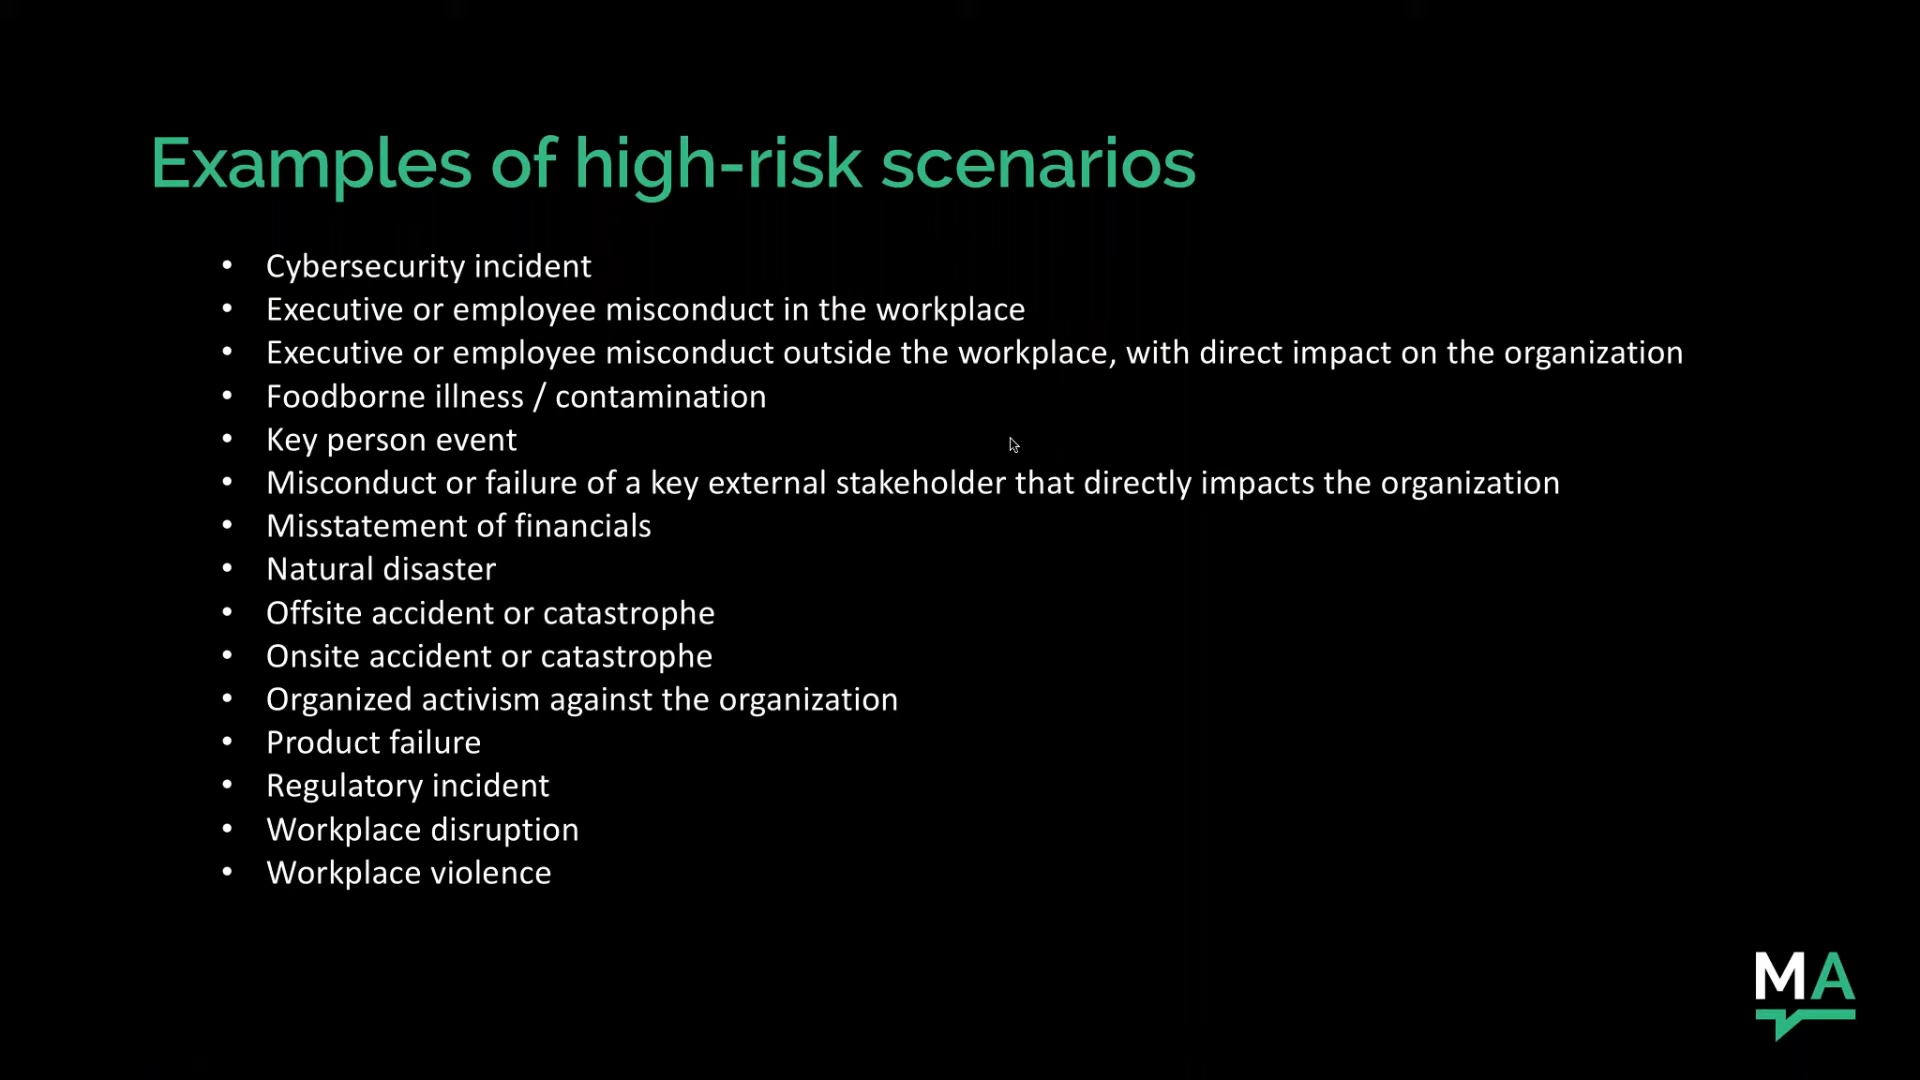 Examples of high-risk scenarios
• Cybersecurity incident
• Executive or employee misconduct in the workplace
• Executive or employee misconduct outside the workplace, with direct impact on the organization
• Foodborne illness / contamination
• Key person event
• Misconduct or failure of a key external stakeholder that directly impacts the organization
• Misstatement of financials
• Natural disaster
• Offsite accident or catastrophe
• Onsite accident or catastrophe
• Organized activism against the organization
• Product failure
• Regulatory incident
• Workplace disruption
• Workplace violence
MA